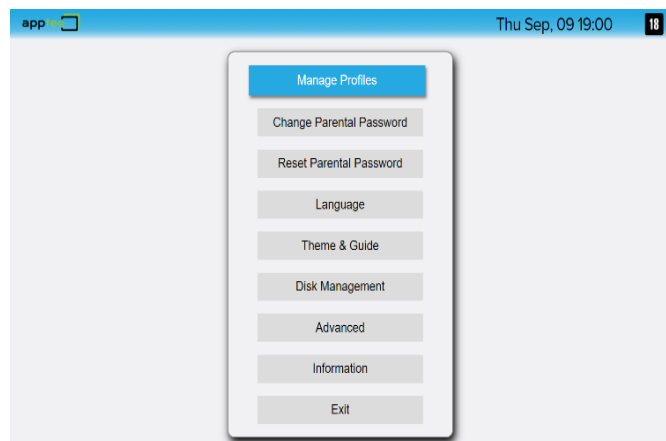 Thu Sep, 09 19:00
18
Manage Profiles
Change Parental Password
Reset Parental Password
Language
Theme & Guide
Disk Management
Advanced
Information
Exit